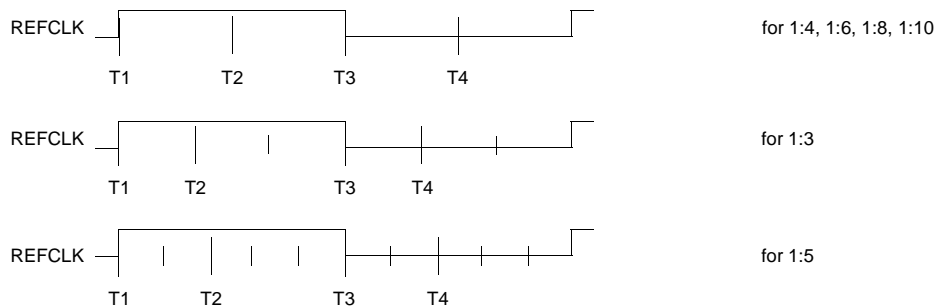 REFCLK for 1:4, 1:6, 1:8, 1:10
T1 T2 T3 T4
REFCLK for 1:3
T1 T2 T3 T4
REFCLK for 1:5
T1 T2 T3 T4